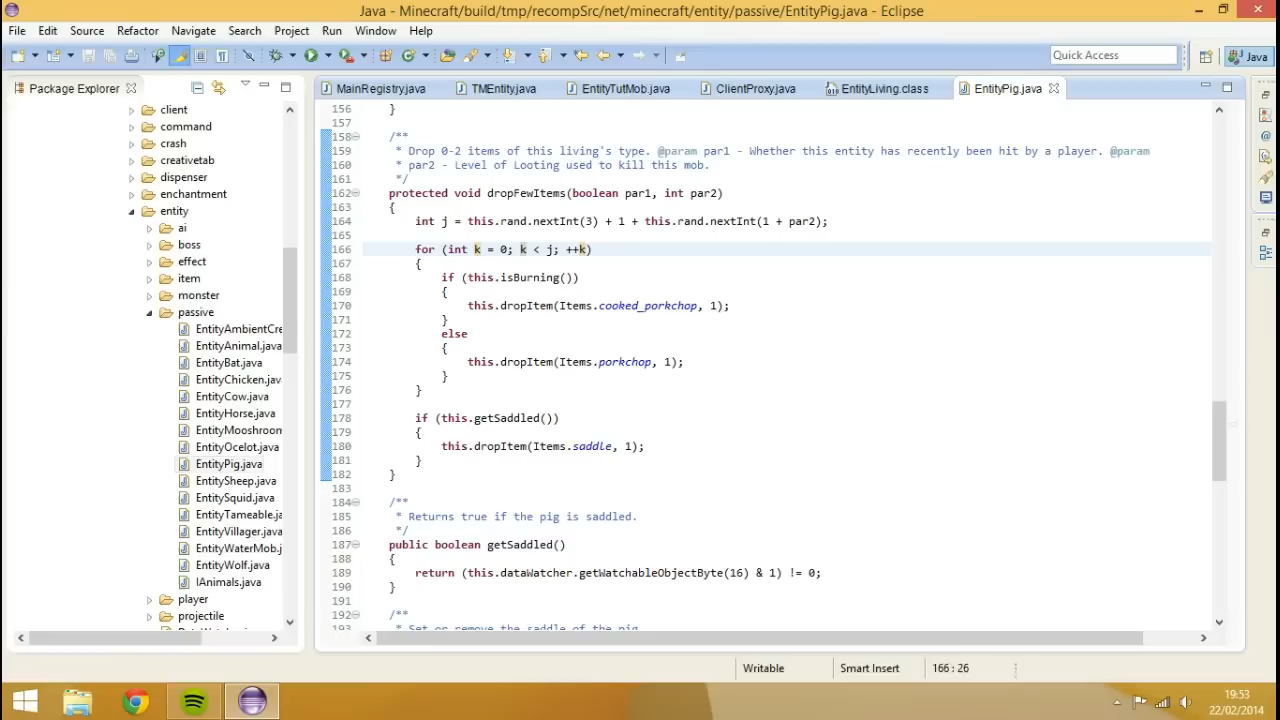 Java - Minecraft/build/tmp/recompSrc/net/minecraft/entity/passive/EntityPig.java - Eclipse
File Edit Source Refactor Navigate Search Project Run Window Help
Quick Access
Java
Package Explorer
MainRegistry.java TMEntity.java EntityTutMob.java ClientProxy.java EntityLiving.class EntityPig.java
client
command
crash
creativetab
dispenser
enchantment
entity
ai
boss
effect
item
monster
passive
EntityAmbientCre
EntityAnimal.java
EntityBat.java
EntityChicken.java
EntityCow.java
EntityHorse.java
EntityMooshroom
EntityOcelot.java
EntityPig.java
EntitySheep.java
EntitySquid.java
EntityTameable.j
EntityVillager.java
EntityWaterMob.j
EntityWolf.java
IAnimals.java
player
projectile
156 }
157
158 /**
159 * Drop 0-2 items of this living's type. @param par1 - Whether this entity has recently been hit by a player. @param
160 * par2 - Level of Looting used to kill this mob.
161 */
162 protected void dropFewItems(boolean par1, int par2)
163 {
164 int j = this.rand.nextInt(3) + 1 + this.rand.nextInt(1 + par2);
165
166 for (int k = 0; k < j; ++k)
167 {
168 if (this.isBurning())
169 {
170 this.dropItem(Items.cooked_porkchop, 1);
171 }
172 else
173 {
174 this.dropItem(Items.porkchop, 1);
175 }
176 }
177
178 if (this.getSaddled())
179 {
180 this.dropItem(Items.saddle, 1);
181 }
182 }
183
184 /**
185 * Returns true if the pig is saddled.
186 */
187 public boolean getSaddled()
188 {
189 return (this.dataWatcher.getWatchableObjectByte(16) & 1) != 0;
190 }
191
192 /**
193 * Set or remove the saddle of the pig.
Writable Smart Insert 166 : 26
19:53
22/02/2014